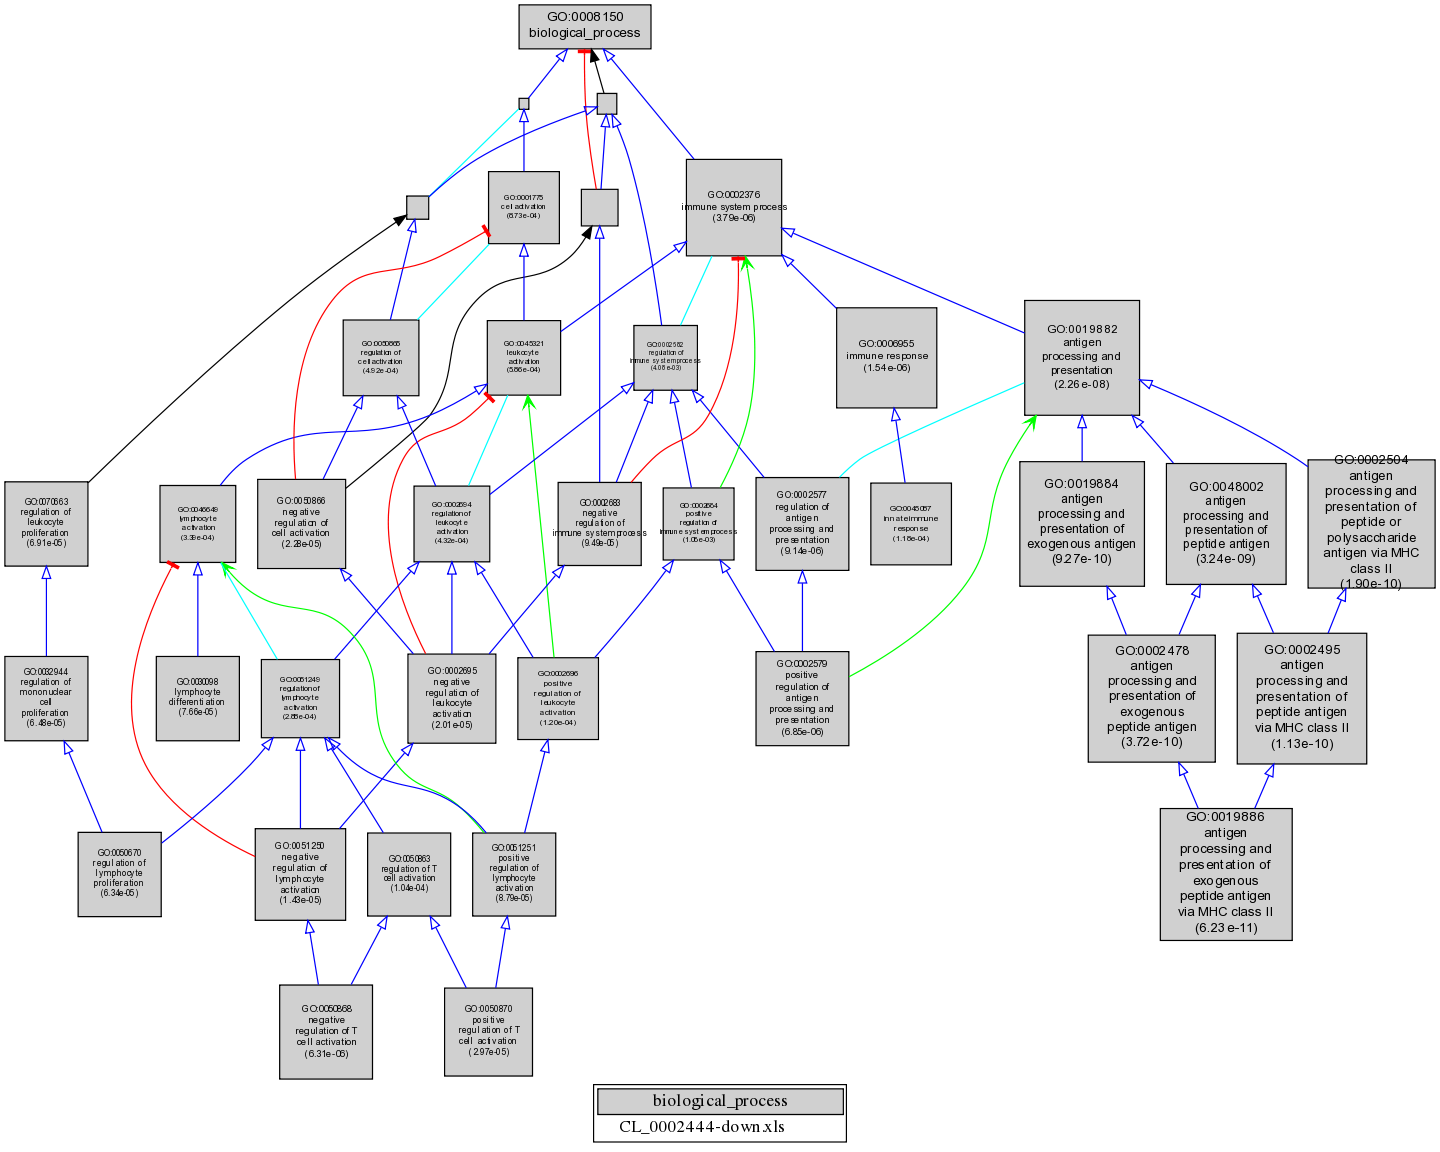 GO:0008150
biological_process
GO:0001775
cell activation
(8.73e-04)
GO:0002376
immune system process
(3.79e-06)
GO:0050865
regulation of
cell activation
(4.92e-04)
GO:0045321
leukocyte
activation
(5.86e-04)
GO:0002682
regulation of
immune system process
(4.08e-03)
GO:0006955
immune response
(1.54e-06)
GO:0019882
antigen
processing and
presentation
(2.26e-08)
GO:0070663
regulation of
leukocyte
proliferation
(6.91e-05)
GO:0046649
lymphocyte
activation
(3.39e-04)
GO:0050866
negative
regulation of
cell activation
(2.28e-05)
GO:0002694
regulation of
leukocyte
activation
(4.32e-04)
GO:0002683
negative
regulation of
immune system process
(9.49e-05)
GO:0002684
positive
regulation of
immune system process
(1.05e-03)
GO:0002577
regulation of
antigen
processing and
presentation
(9.14e-06)
GO:0045087
innate immune
response
(1.18e-04)
GO:0019884
antigen
processing and
presentation of
exogenous antigen
(9.27e-10)
GO:0048002
antigen
processing and
presentation of
peptide antigen
(3.24e-09)
GO:0002504
antigen
processing and
presentation of
peptide or
polysaccharide
antigen via MHC
class II
(1.90e-10)
GO:0032944
regulation of
mononuclear
cell
proliferation
(6.48e-05)
GO:0030098
lymphocyte
differentiation
(7.66e-05)
GO:0051249
regulation of
lymphocyte
activation
(2.65e-04)
GO:0002695
negative
regulation of
leukocyte
activation
(2.01e-05)
GO:0002696
positive
regulation of
leukocyte
activation
(1.20e-04)
GO:0002579
positive
regulation of
antigen
processing and
presentation
(6.85e-06)
GO:0002478
antigen
processing and
presentation of
exogenous
peptide antigen
(3.72e-10)
GO:0002495
antigen
processing and
presentation of
peptide antigen
via MHC class II
(1.13e-10)
GO:0050670
regulation of
lymphocyte
proliferation
(6.34e-05)
GO:0051250
negative
regulation of
lymphocyte
activation
(1.43e-05)
GO:0050863
regulation of T
cell activation
(1.04e-04)
GO:0051251
positive
regulation of
lymphocyte
activation
(8.79e-05)
GO:0019886
antigen
processing and
presentation of
exogenous
peptide antigen
via MHC class II
(6.23e-11)
GO:0050868
negative
regulation of T
cell activation
(6.31e-06)
GO:0050870
positive
regulation of T
cell activation
(2.97e-05)
biological_process
CL_0002444-down.xls